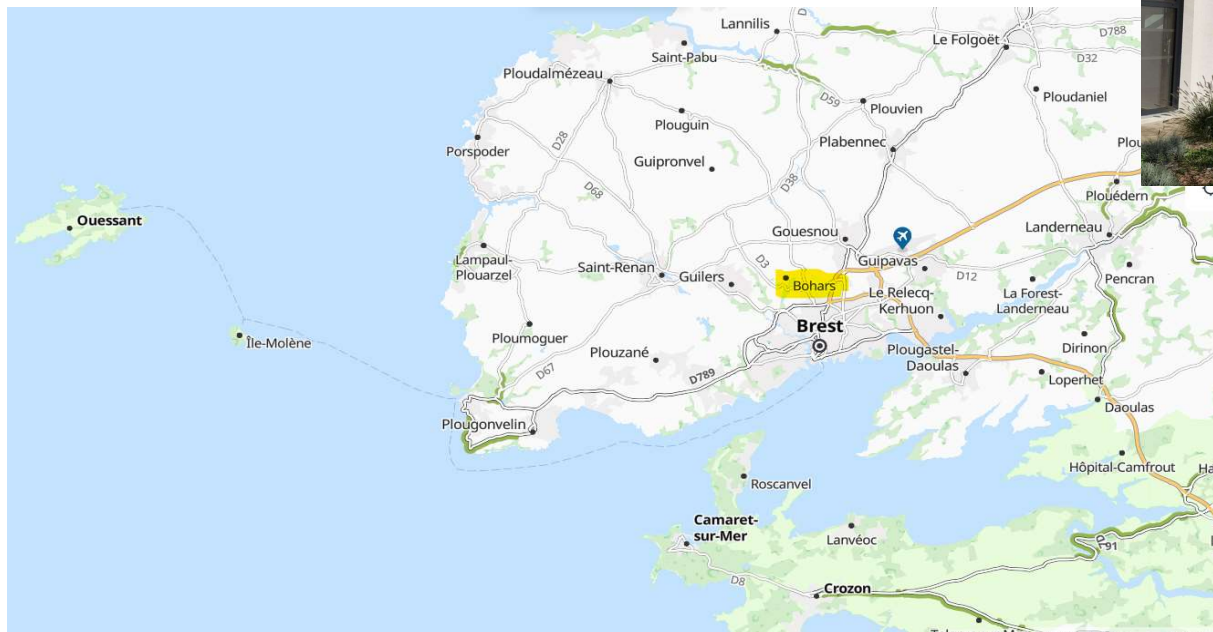 Lannilis
D788
Le Folgoët
Saint-Pabu
D32
Ploudalmézeau
Ploudaniel
D59
Plouvien
Plouguin
D28
Porspoder
Plabennec
Guipronvel
D38
D68
Plouédern
Ouessant
Landerneau
Gouesnou
Lampaul-
Plouarzel
Saint-Renan
D3
Guipavas
Guilers
D12
Pencran
Bohars
Le Relecq-
Kerhuon
La Forest-
Landerneau
Brest
Île-Molène
Ploumoguer
Plouzané
Dirinon
Plougastel-
Daoulas
D67
D789
Loperhet
Daoulas
Plougonvelin
Hôpital-Camfrout
Roscanvel
Camaret-
sur-Mer
Lanvéoc
D8
Crozon